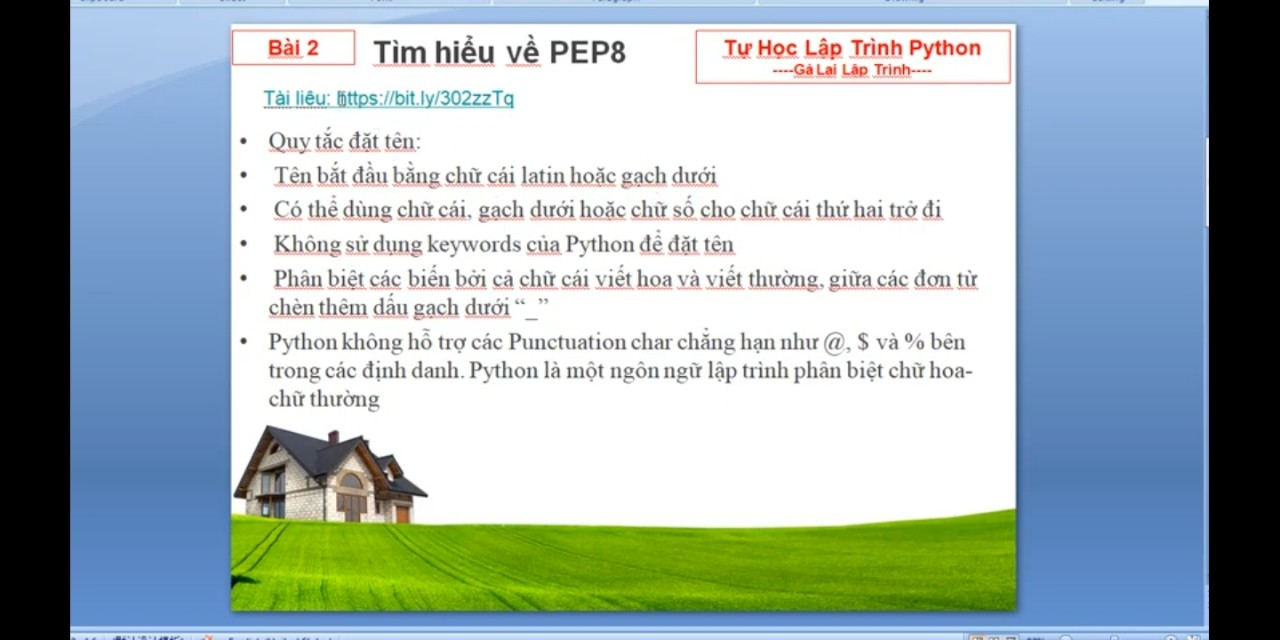 Bài 2
Tìm hiểu về PEP8
Tự Học Lập Trình Python
----Gà Lại Lập Trình----
Tài liệu: https://bit.ly/302zzTq
• Quy tắc đặt tên:
• Tên bắt đầu bằng chữ cái latin hoặc gạch dưới
• Có thể dùng chữ cái, gạch dưới hoặc chữ số cho chữ cái thứ hai trở đi
• Không sử dụng keywords của Python để đặt tên
• Phân biệt các biến bởi cả chữ cái viết hoa và viết thường, giữa các đơn từ
chèn thêm dấu gạch dưới “_”
• Python không hỗ trợ các Punctuation char chẳng hạn như @, $ và % bên
trong các định danh. Python là một ngôn ngữ lập trình phân biệt chữ hoa-
chữ thường